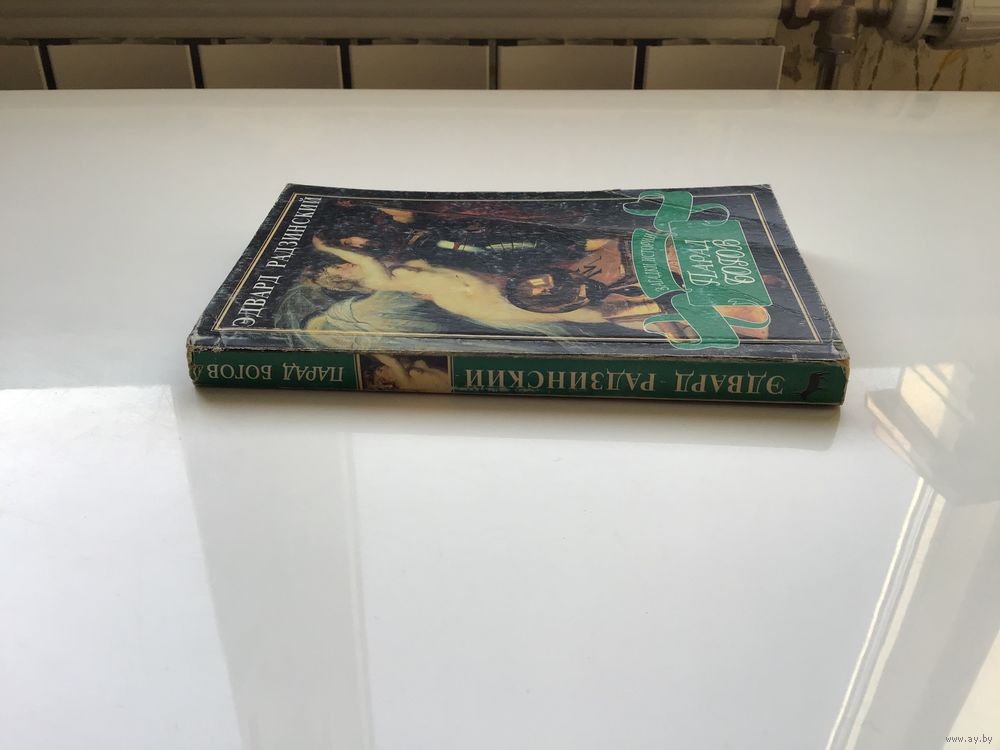 ЭДВАРД РАДЗИНСКИЙ
ЗАГАДКИ ИСТОРИИ
ПАРАД
БОГОВ
ЭДВАРД РАДЗИНСКИЙ
ПАРАД БОГОВ
www.ay.by